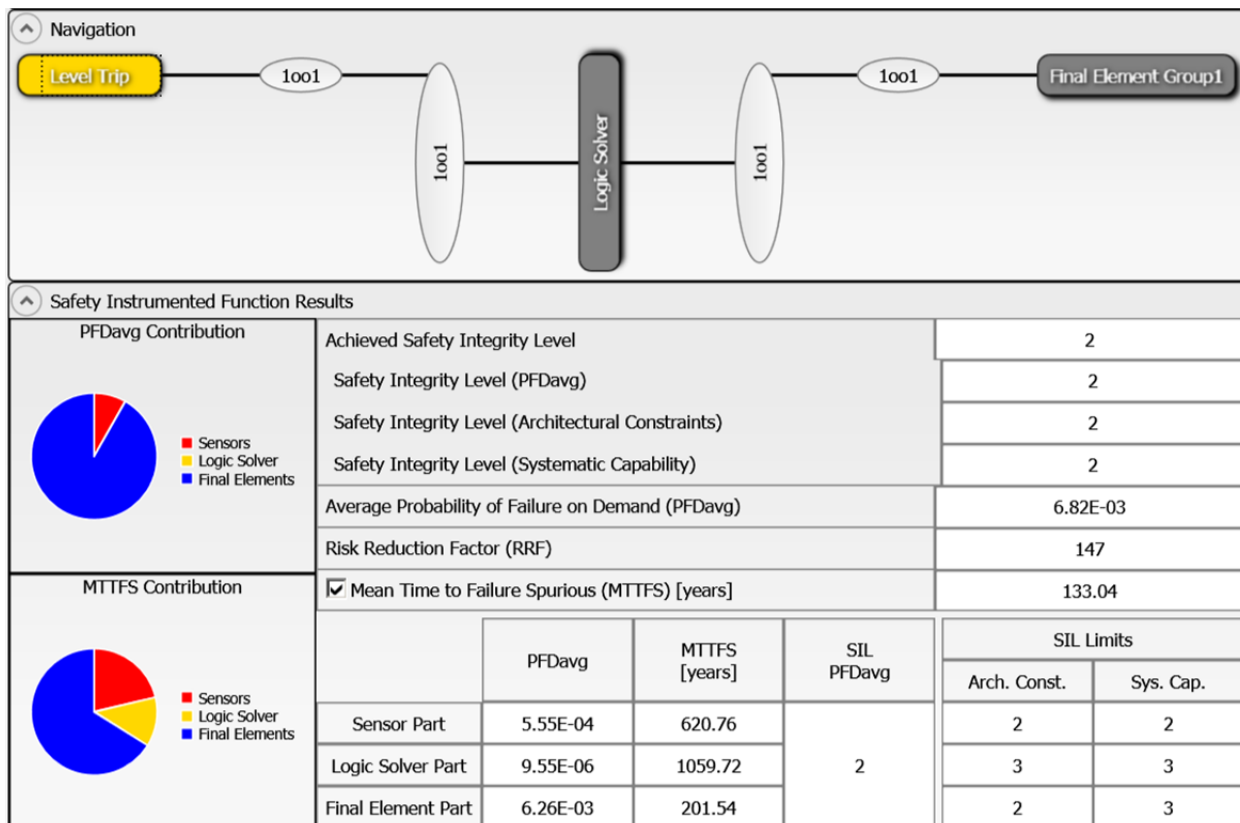 Navigation
Level Trip
1oo1
1oo1
Logic Solver
1oo1
1oo1
Final Element Group1
Safety Instrumented Function Results
PFDavg Contribution
Sensors
Logic Solver
Final Elements
MTTFS Contribution
Sensors
Logic Solver
Final Elements
Achieved Safety Integrity Level 2
Safety Integrity Level (PFDavg) 2
Safety Integrity Level (Architectural Constraints) 2
Safety Integrity Level (Systematic Capability) 2
Average Probability of Failure on Demand (PFDavg) 6.82E-03
Risk Reduction Factor (RRF) 147
Mean Time to Failure Spurious (MTTFS) [years] 133.04
PFDavg MTTFS [years] SIL PFDavg SIL Limits
Arch. Const. Sys. Cap.
Sensor Part 5.55E-04 620.76 2 2
Logic Solver Part 9.55E-06 1059.72 2 3 3
Final Element Part 6.26E-03 201.54 2 3